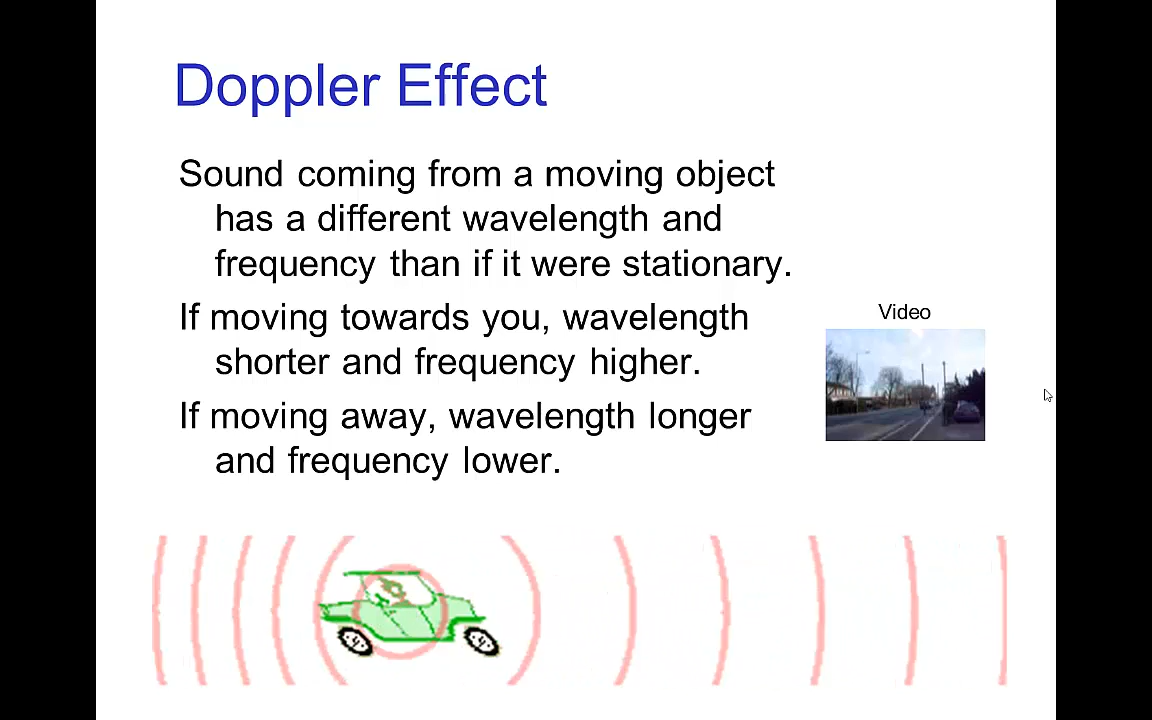 Doppler Effect
Sound coming from a moving object
has a different wavelength and
frequency than if it were stationary.
If moving towards you, wavelength
shorter and frequency higher.
If moving away, wavelength longer
and frequency lower.
Video